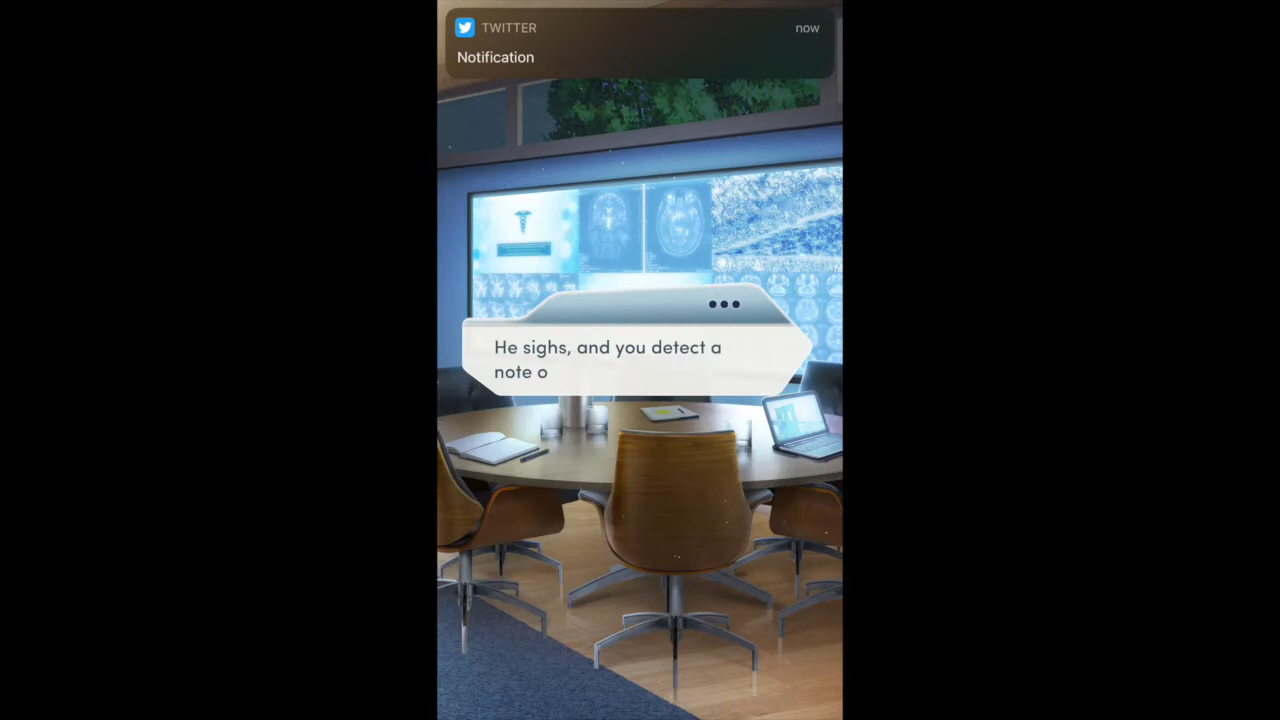 TWITTER
now
Notification
He sighs, and you detect a
note o